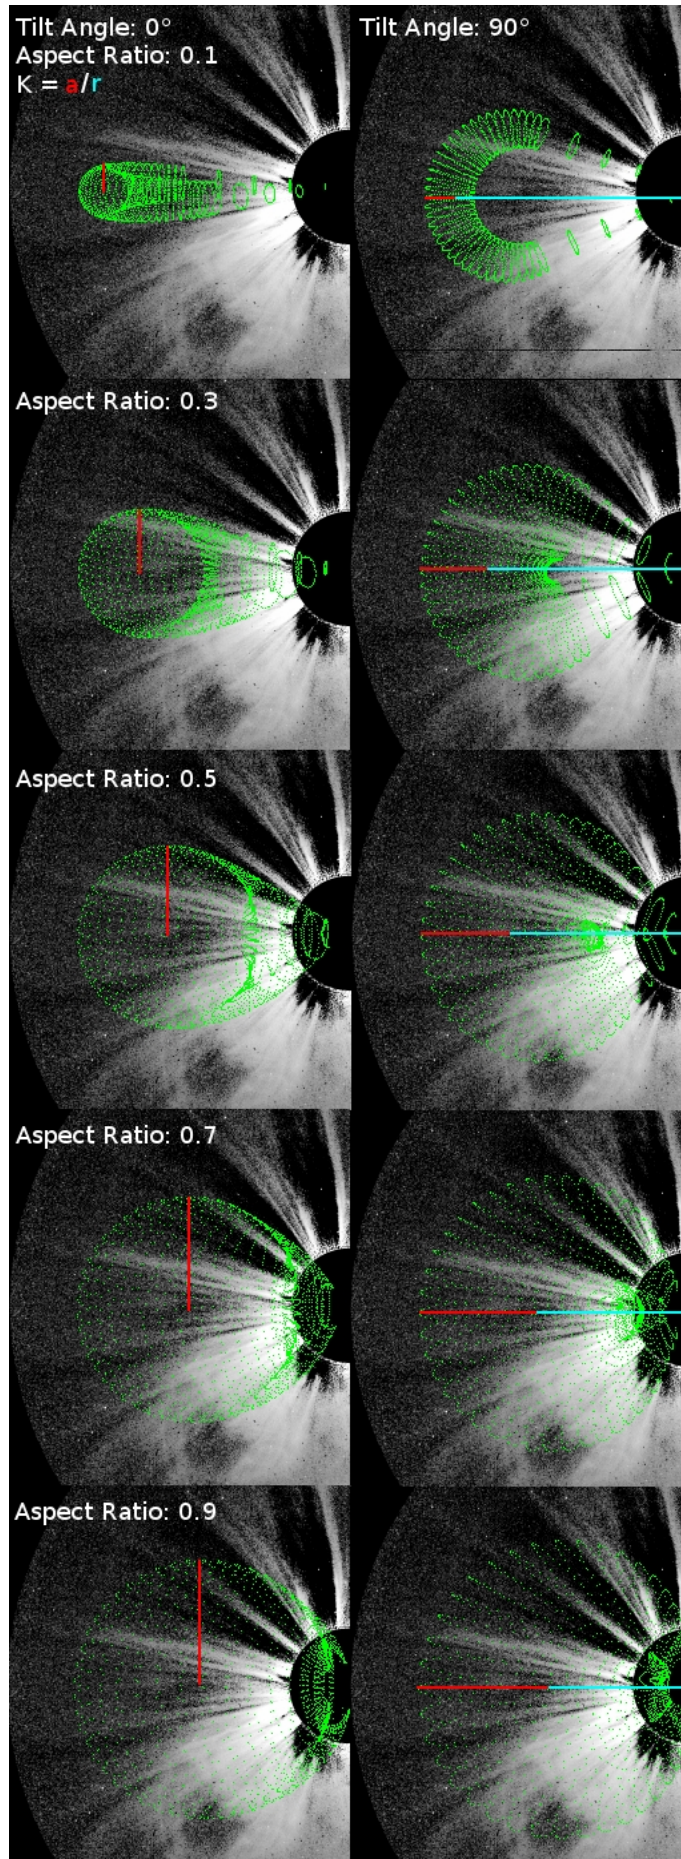 Tilt Angle: 0°
Aspect Ratio: 0.1
K = a/r
Tilt Angle: 90°
Aspect Ratio: 0.3
Aspect Ratio: 0.5
Aspect Ratio: 0.7
Aspect Ratio: 0.9